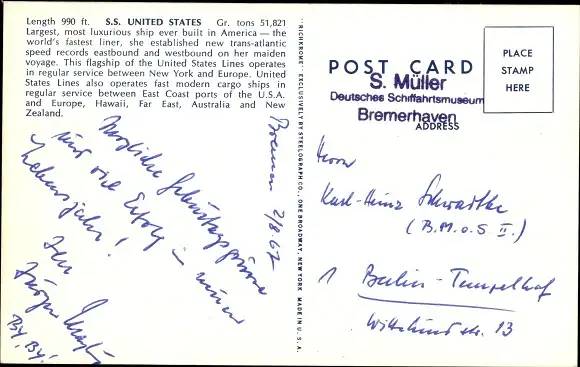 Length 990 ft. S.S. UNITED STATES Gr. tons 51,821
Largest, most luxurious ship ever built in America — the
world's fastest liner, she established new trans-atlantic
speed records eastbound and westbound on her maiden
voyage. This flagship of the United States Lines operates
in regular service between New York and Europe. United
States Lines also operates fast modern cargo ships in
regular service between East Coast ports of the U.S.A.
and Europe, Hawaii, Far East, Australia and New
Zealand.
Bremen 2/8.67
Herzliche Geburtstagsgrüsse
und viel Erfolg im neuen
Lebensjahr!
Ihr
Jürgen
By, By!
"RICHKROME" EXCLUSIVELY BY STEELOGRAPH CO., ONE BROADWAY, NEW YORK MADE IN U.S.A.
POST CARD
S. Müller
Deutsches Schiffahrtsmuseum
Bremerhaven
ADDRESS
PLACE
STAMP
HERE
Herrn
Karl-Heinz Schwadtke
(B.M.o.S II.)
1 Berlin-Tempelhof
str. 13